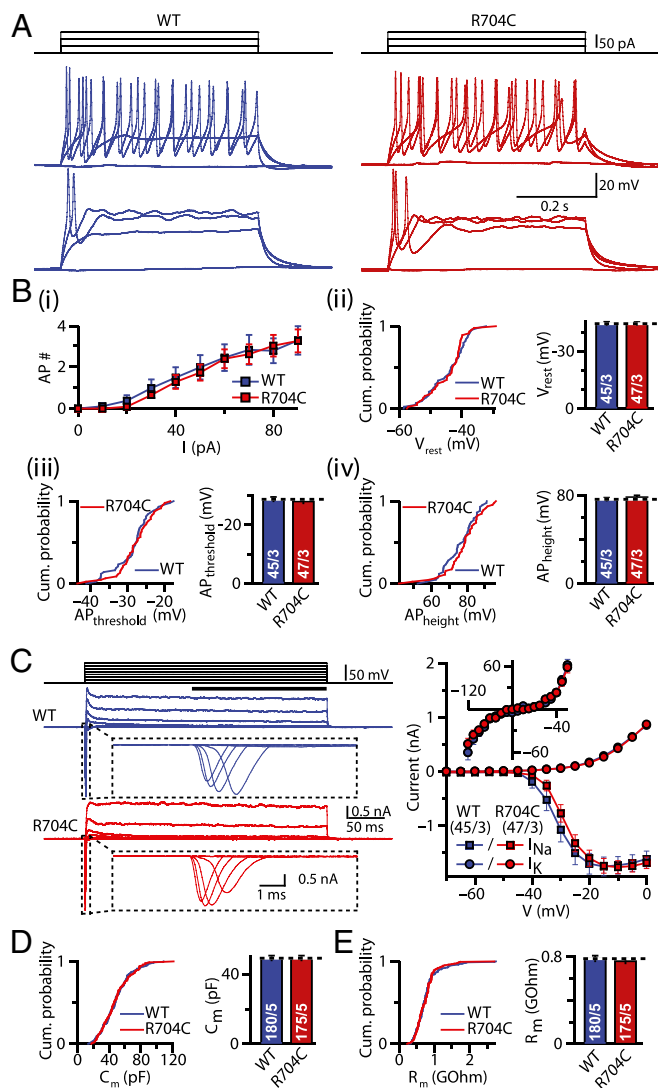 A
WT
R704C
50 pA
20 mV
0.2 s
B
(i)
AP #
4
2
0
0
40
80
I (pA)
WT
R704C
(ii)
Cum. probability
1
0
−60
−40
V_rest (mV)
WT
R704C
V_rest (mV)
-30
45/3
47/3
WT
R704C
(iii)
Cum. probability
1
0
−40
−30
−20
AP_threshold (mV)
R704C
WT
AP_threshold (mV)
-20
45/3
47/3
WT
R704C
(iv)
Cum. probability
1
0
60
80
AP_height (mV)
R704C
WT
AP_height (mV)
80
0
45/3
47/3
WT
R704C
C
50 mV
WT
R704C
0.5 nA
50 ms
0.5 nA
1 ms
Current (nA)
2
1
0
−1
60
−120
−40
−60
WT (45/3)
R704C (47/3)
/ I_Na
/ I_K
−60
−40
−20
0
V (mV)
D
Cum. probability
1
0
0
40
80
120
C_m (pF)
WT
R704C
C_m (pF)
40
0
180/5
175/5
WT
R704C
E
Cum. probability
1
0
1
2
R_m (GOhm)
WT
R704C
R_m (GOhm)
0.8
0
180/5
175/5
WT
R704C